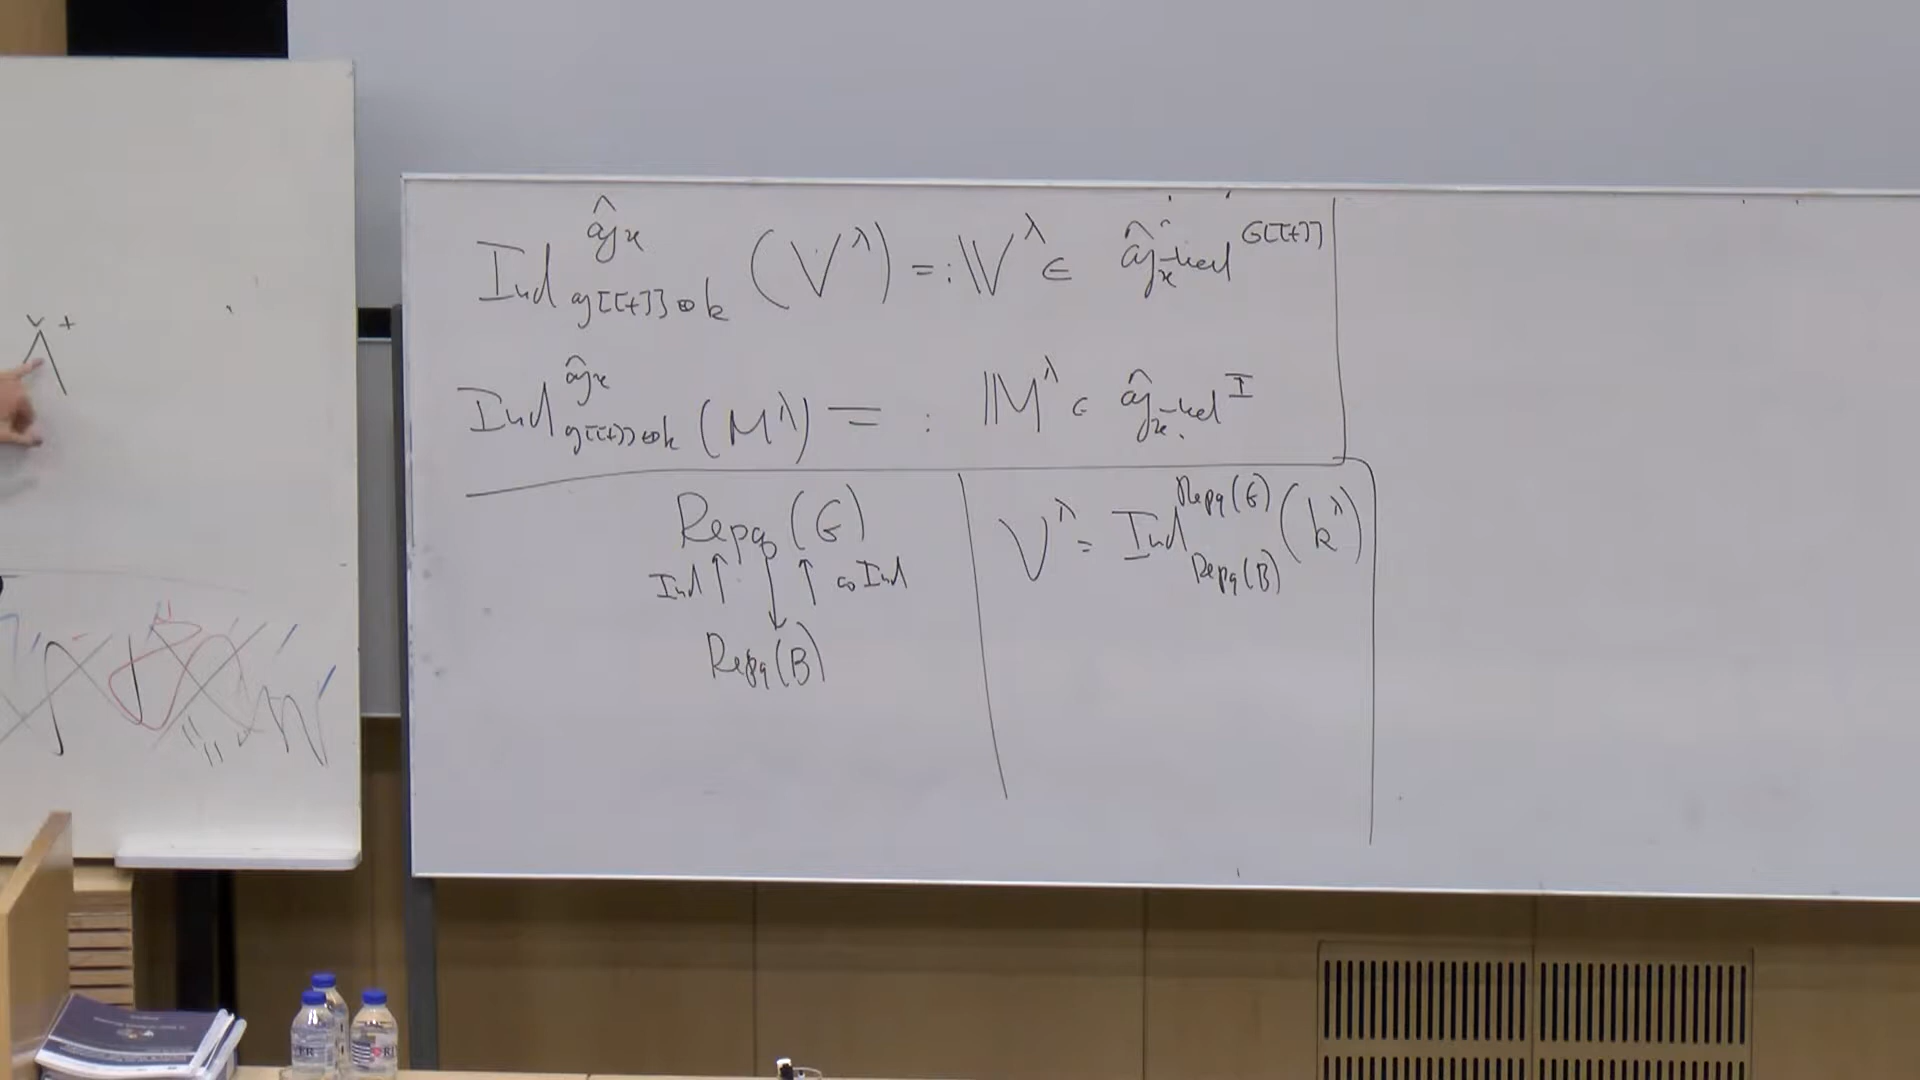 Λ̌⁺
Ind^{ĝ_x}_{g[[t]]⊕k} (V^λ) =: 𝕍^λ ∈ ĝ_x-mod^{G[[t]]}
Ind^{ĝ_x}_{g[[t]]⊕k} (M^λ) =: 𝕄^λ ∈ ĝ_x-mod^I
Rep_q(G)
Ind ↑ ↓ ↑ coInd
Rep_q(B)
V^λ = Ind^{Rep_q(G)}_{Rep_q(B)} (k^λ)